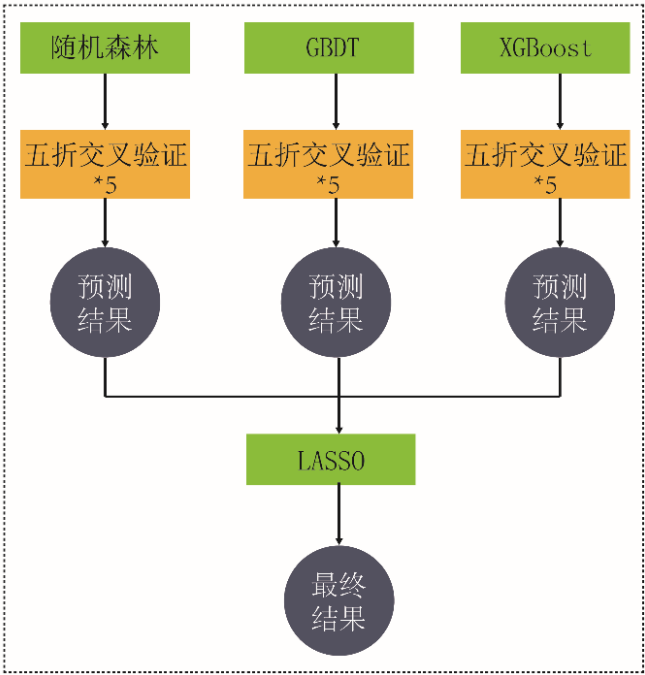 随机森林
GBDT
XGBoost
五折交叉验证
*5
五折交叉验证
*5
五折交叉验证
*5
预测
结果
预测
结果
预测
结果
LASSO
最终
结果